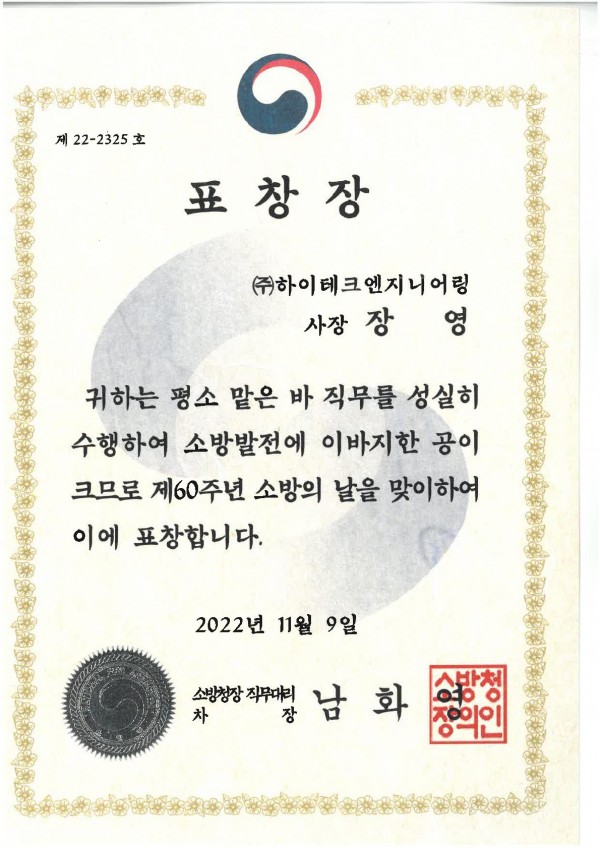 제 22-2325 호
표창장
㈜하이테크엔지니어링
사장 장 영
귀하는 평소 맡은 바 직무를 성실히
수행하여 소방발전에 이바지한 공이
크므로 제60주년 소방의 날을 맞이하여
이에 표창합니다.
2022년 11월 9일
소방청장 직무대리
차 장 남 화 영
소방청
장의인